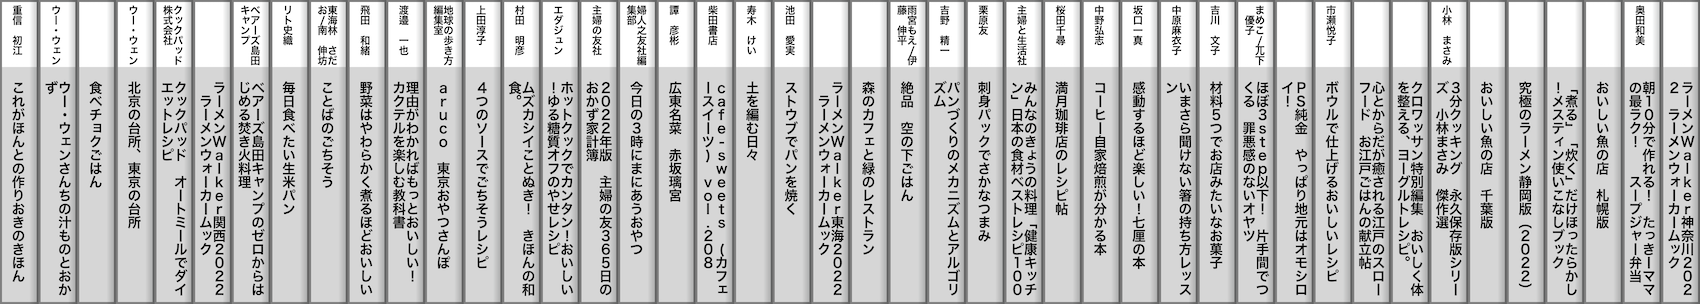 ラーメンWalker神奈川202
2　ラーメンウォーカームック
奥田和美
朝10分で作れる！　たっきーママ
の最ラク！　スープジャー弁当
おいしい魚の店　札幌版
「煮る」「炊く」だけほったらかし
！メスティン使いこなしブック
究極のラーメン静岡版（2022）
おいしい魚の店　千葉版
小林　まさみ
3分クッキング　永久保存版シリー
ズ　小林まさみ　傑作選
クロワッサン特別編集　おいしく体
を整える、ヨーグルトレシピ。
心とからだが癒される江戸のスロー
フード　お江戸ごはんの献立帖
市瀬悦子
ボウルで仕上げるおいしいレシピ
PS純金　やっぱり地元はオモシロ
イ！
まめこ/兀下
優子
ほぼ3step以下！　片手間でつ
くる　罪悪感のないオヤツ
吉川　文子
材料5つでお店みたいなお菓子
中原麻衣子
いまさら聞けない箸の持ち方レッス
ン
坂口一真
感動するほど楽しい！七厘の本
中野弘志
コーヒー自家焙煎が分かる本
桜田千尋
満月珈琲店のレシピ帖
主婦と生活社
みんなのきょうの料理「健康キッチ
ン」日本の食材ベストレシピ100
栗原友
刺身パックでさかなつまみ
吉野　精一
パンづくりのメカニズムとアルゴリ
ズム
雨宮もえ/伊
藤　伸平
絶品　空の下ごはん
森のカフェと緑のレストラン
ラーメンWalker東海2022
ラーメンウォーカームック
池田　愛実
ストウブでパンを焼く
寿木　けい
土を編む日々
柴田書店
cafe-sweets（カフェ
ースイーツ）　vol.208
譚　彦彬
広東名菜　赤坂璃宮
婦人之友社編
集部
今日の3時にまにあうおやつ
主婦の友社
2022年版　主婦の友365日の
おかず家計簿
エダジュン
ホットクックでカンタン！おいしい
！ゆる糖質オフのやせレシピ
村田　明彦
ムズカシイことぬき！　きほんの和
食。
上田淳子
4つのソースでごちそうレシピ
地球の歩き方
編集室
aruco　東京おやつさんぽ
渡邉　一也
理由がわかればもっとおいしい！
カクテルを楽しむ教科書
飛田　和緒
野菜はやわらかく煮るほどおいしい
東海林　さだ
お/南　伸坊
ことばのごちそう
リト史織
毎日食べたい生米パン
ベアーズ島田
キャンプ
ベアーズ島田キャンプのゼロからは
じめる焚き火料理
ラーメンWalker関西2022
ラーメンウォーカームック
クックパッド
株式会社
クックパッド　オートミールでダイ
エットレシピ
ウー・ウェン
北京の台所、東京の台所
食べチョクごはん
ウー・ウェン
ウー・ウェンさんちの汁ものとおか
ず
重信　初江
これがほんとの作りおきのきほん